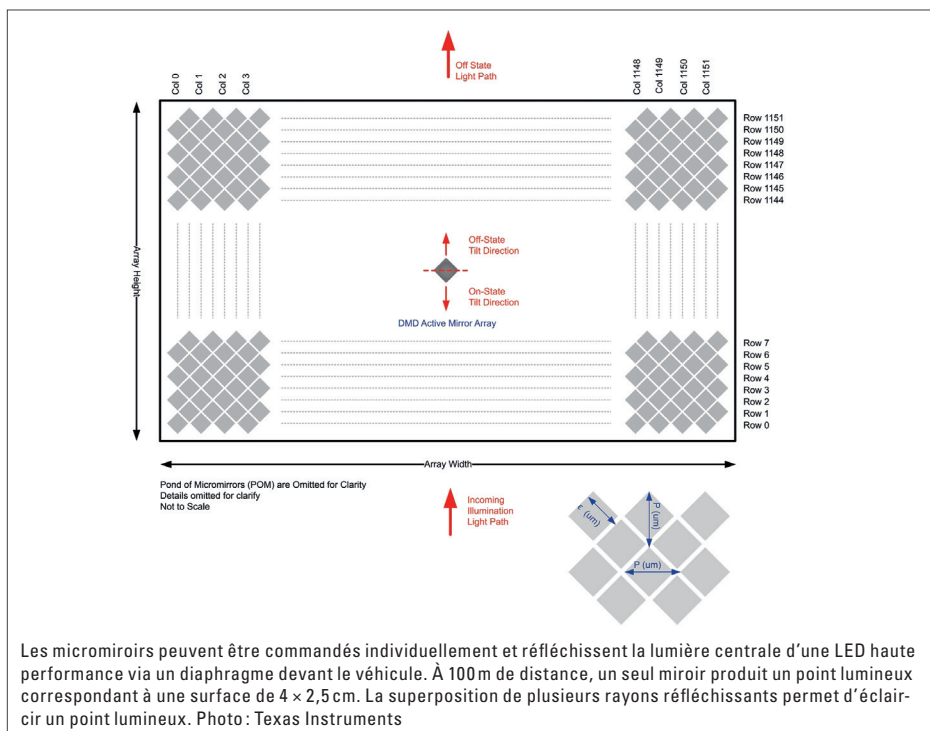 Off State
Light Path
Col 0
Col 1
Col 2
Col 3
Col 1148
Col 1149
Col 1150
Col 1151
Row 1151
Row 1150
Row 1149
Row 1148
Row 1147
Row 1146
Row 1145
Row 1144
Array Height
Off-State
Tilt Direction
On-State
Tilt Direction
DMD Active Mirror Array
Row 7
Row 6
Row 5
Row 4
Row 3
Row 2
Row 1
Row 0
Array Width
Pond of Micromirrors (POM) are Omitted for Clarity
Details omitted for clarify
Not to Scale
Incoming
Illumination
Light Path
ε (um)
P (um)
P (um)
Les micromiroirs peuvent être commandés individuellement et réfléchissent la lumière centrale d’une LED haute
performance via un diaphragme devant le véhicule. À 100 m de distance, un seul miroir produit un point lumineux
correspondant à une surface de 4 × 2,5 cm. La superposition de plusieurs rayons réfléchissants permet d’éclair-
cir un point lumineux. Photo : Texas Instruments